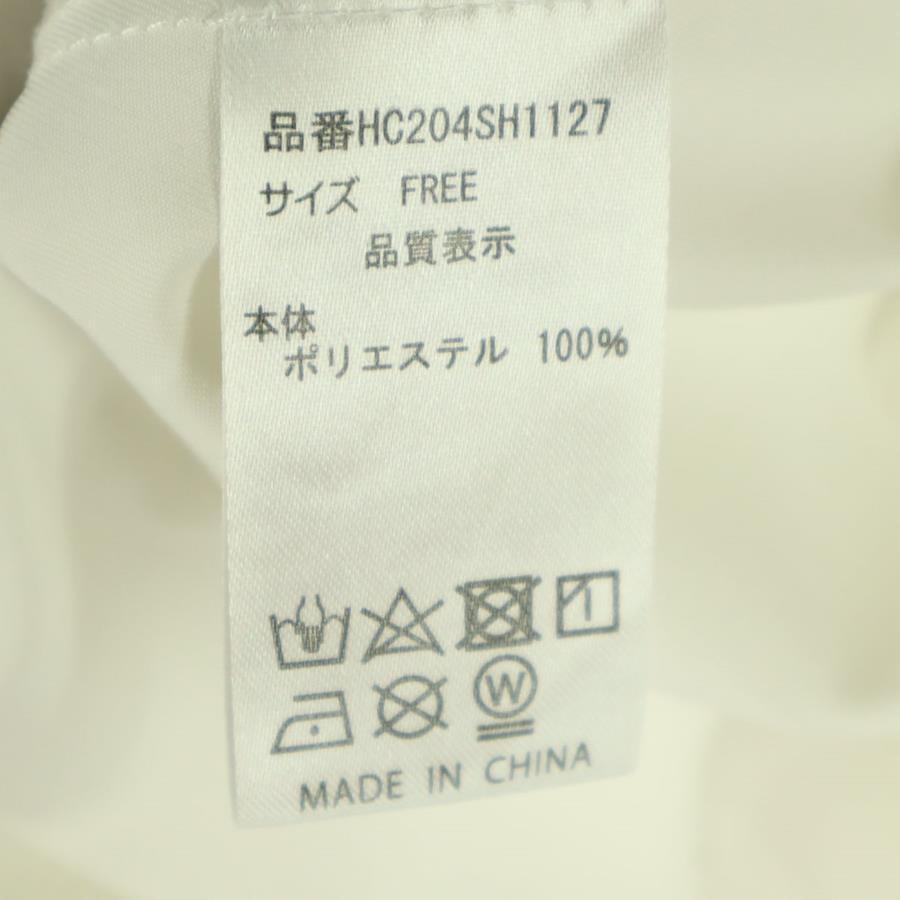 品番HC204SH1127
サイズ FREE
品質表示
本体
ポリエステル 100%
W
MADE IN CHINA